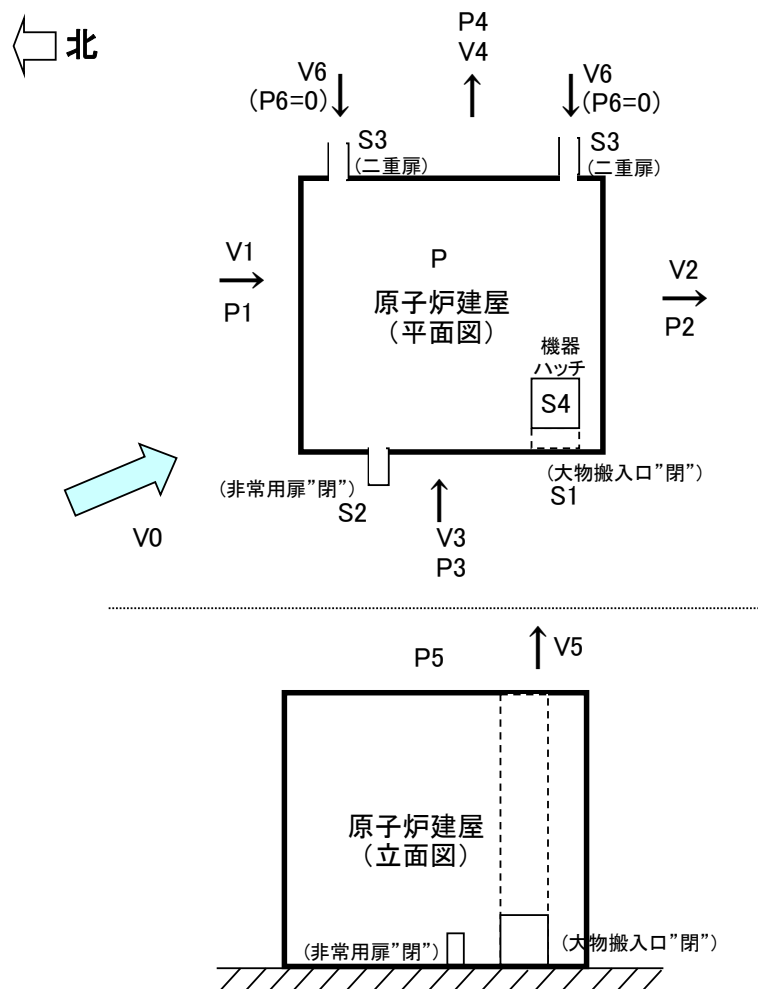 北
P4
V4
V6
(P6=0)
V6
(P6=0)
S3
(二重扉)
S3
(二重扉)
V1
P1
P
原子炉建屋
(平面図)
V2
P2
機器
ハッチ
S4
(非常用扉”閉”)
S2
(大物搬入口”閉”)
S1
V0
V3
P3
P5
V5
原子炉建屋
(立面図)
(非常用扉”閉”)
(大物搬入口”閉”)